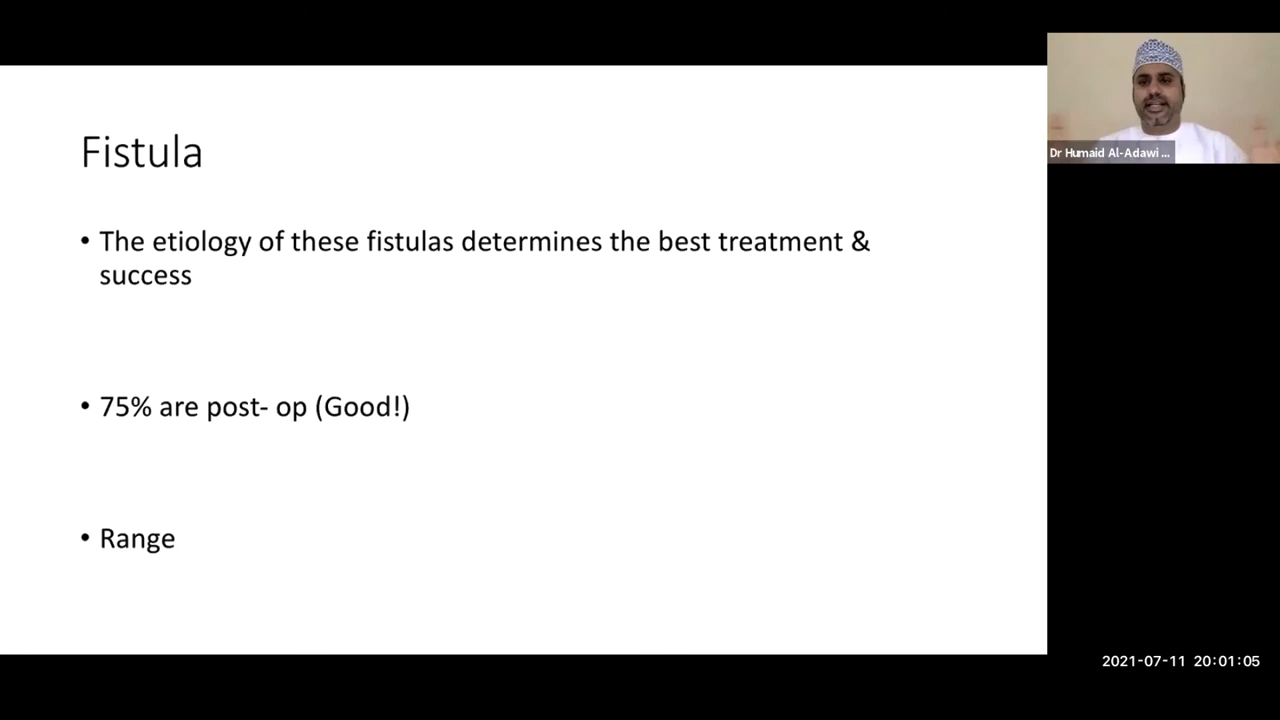 Fistula
• The etiology of these fistulas determines the best treatment &
success
• 75% are post- op (Good!)
• Range
Dr Humaid Al-Adawi ...
2021-07-11 20:01:05